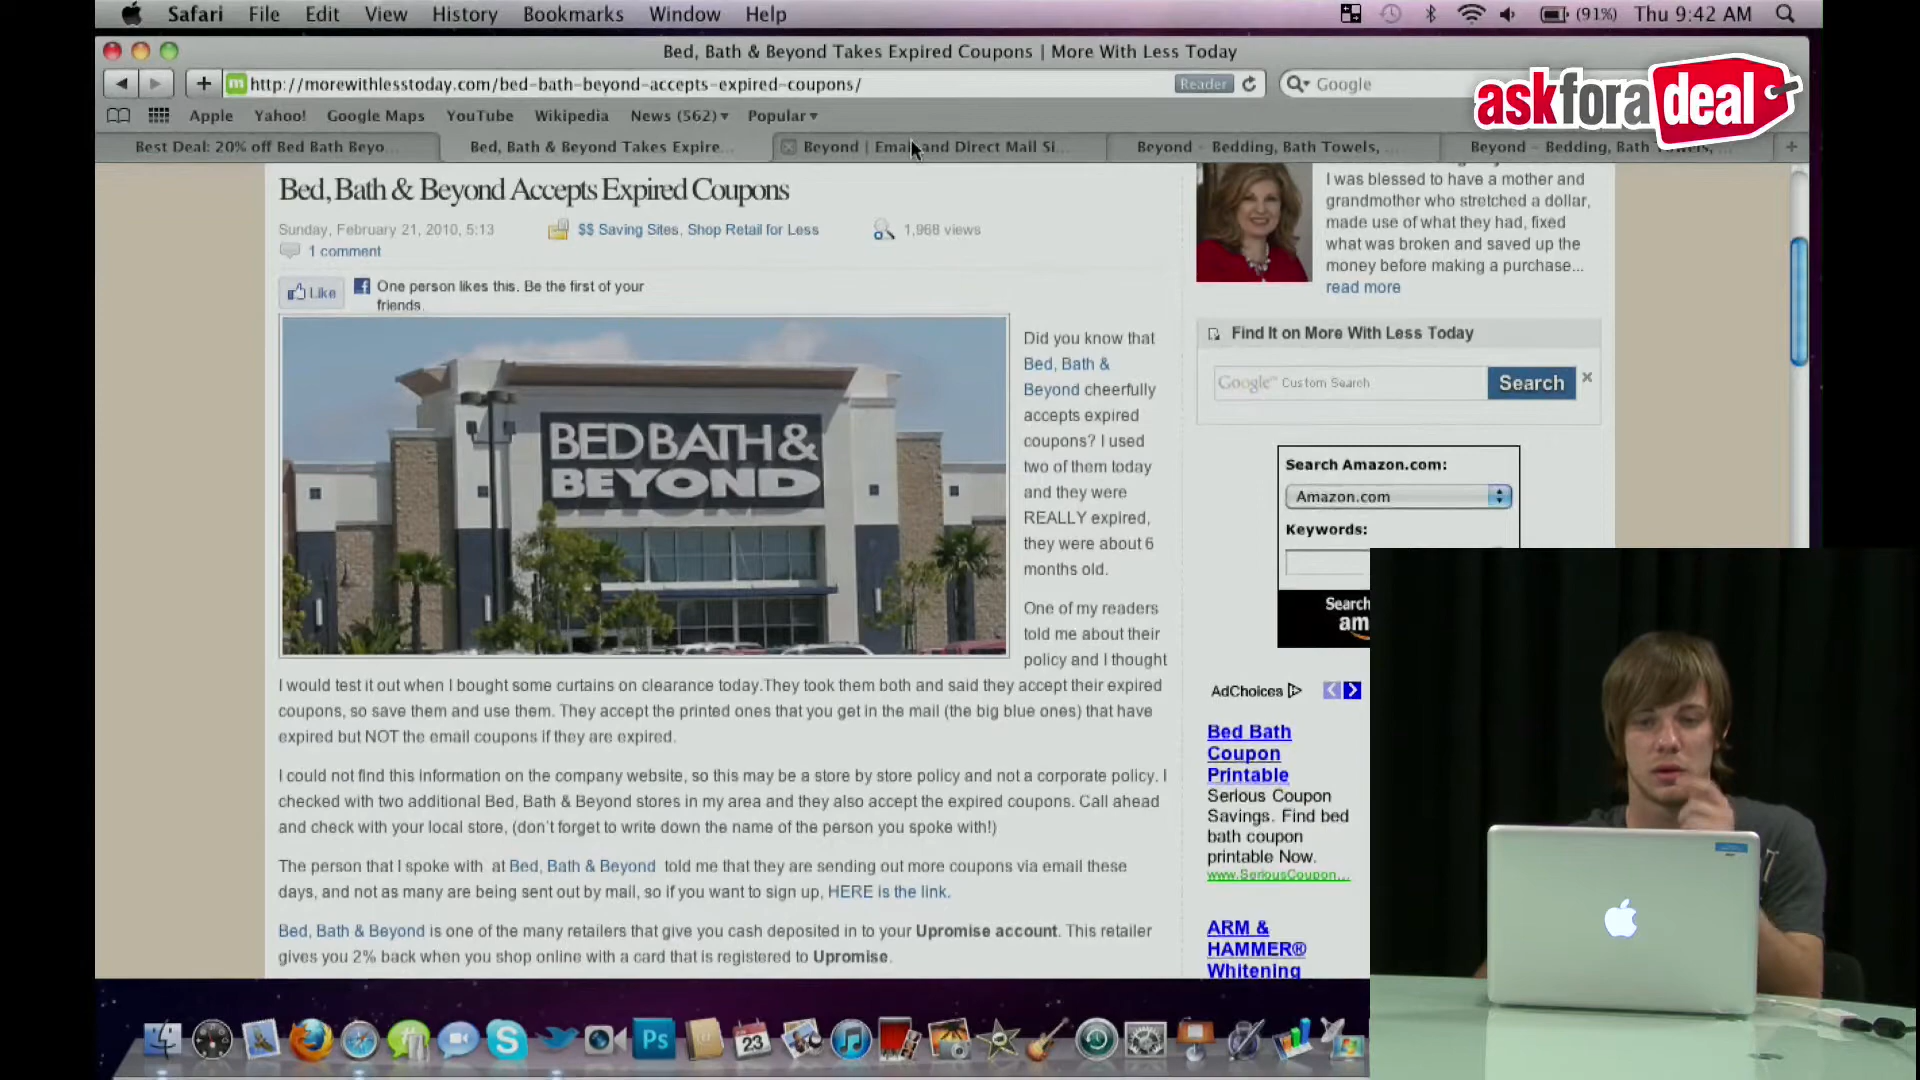 Safari File Edit View History Bookmarks Window Help (91%) Thu 9:42 AM
Bed, Bath & Beyond Takes Expired Coupons | More With Less Today
http://morewithlesstoday.com/bed-bath-beyond-accepts-expired-coupons/ Reader Google
askforadeal
Apple Yahoo! Google Maps YouTube Wikipedia News (562) Popular
Best Deal: 20% off Bed Bath Beyo... Bed, Bath & Beyond Takes Expire... Beyond | Email and Direct Mail Si... Beyond - Bedding, Bath Towels, ... Beyond - Bedding, Bath Towels, ...
Bed, Bath & Beyond Accepts Expired Coupons
Sunday, February 21, 2010, 5:13 $$ Saving Sites, Shop Retail for Less 1,968 views
1 comment
Like One person likes this. Be the first of your
friends.
BED BATH &
BEYOND
Did you know that
Bed, Bath &
Beyond cheerfully
accepts expired
coupons? I used
two of them today
and they were
REALLY expired,
they were about 6
months old.
One of my readers
told me about their
policy and I thought
I would test it out when I bought some curtains on clearance today.They took them both and said they accept their expired
coupons, so save them and use them. They accept the printed ones that you get in the mail (the big blue ones) that have
expired but NOT the email coupons if they are expired.
I could not find this information on the company website, so this may be a store by store policy and not a corporate policy. I
checked with two additional Bed, Bath & Beyond stores in my area and they also accept the expired coupons. Call ahead
and check with your local store, (don't forget to write down the name of the person you spoke with!)
The person that I spoke with at Bed, Bath & Beyond told me that they are sending out more coupons via email these
days, and not as many are being sent out by mail, so if you want to sign up, HERE is the link.
Bed, Bath & Beyond is one of the many retailers that give you cash deposited in to your Upromise account. This retailer
gives you 2% back when you shop online with a card that is registered to Upromise.
I was blessed to have a mother and
grandmother who stretched a dollar,
made use of what they had, fixed
what was broken and saved up the
money before making a purchase...
read more
Find It on More With Less Today
Google™ Custom Search Search
Search Amazon.com:
Amazon.com
Keywords:
Search
am
AdChoices
Bed Bath
Coupon
Printable
Serious Coupon
Savings. Find bed
bath coupon
printable Now.
www.SeriousCoupon...
ARM &
HAMMER®
Whitening
Ps
23